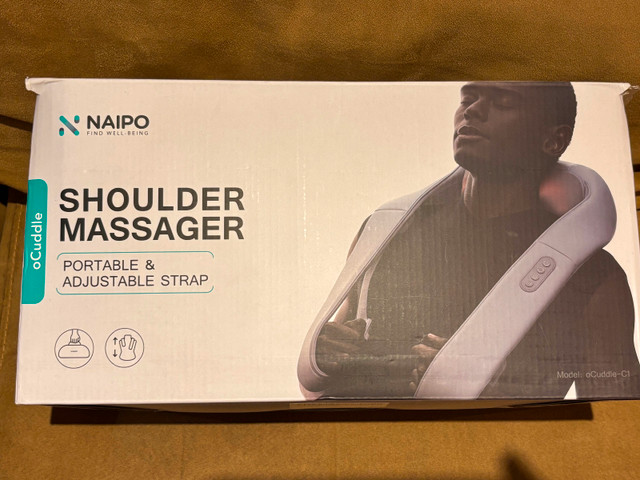 NAIPO
FIND WELL-BEING
oCuddle
SHOULDER
MASSAGER
PORTABLE &
ADJUSTABLE STRAP
Model: oCuddle-C1